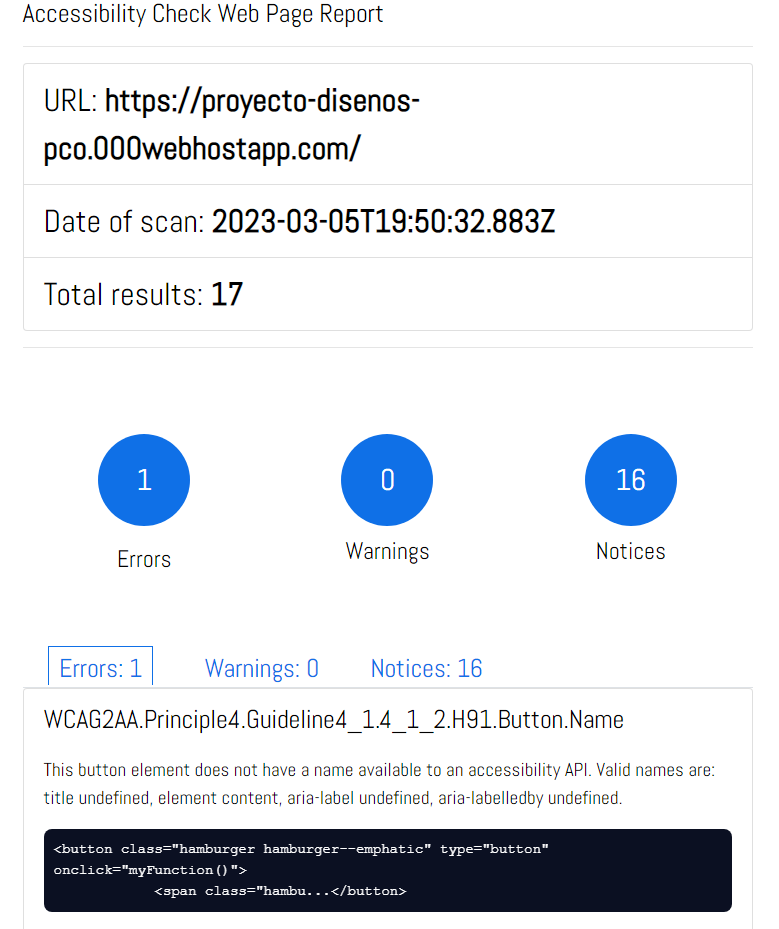 Accessibility Check Web Page Report
URL: https://proyecto-disenos-
pco.000webhostapp.com/
Date of scan: 2023-03-05T19:50:32.883Z
Total results: 17
1
0
16
Errors
Warnings
Notices
Errors: 1
Warnings: 0
Notices: 16
WCAG2AA.Principle4.Guideline4_1.4_1_2.H91.Button.Name
This button element does not have a name available to an accessibility API. Valid names are:
title undefined, element content, aria-label undefined, aria-labelledby undefined.
<button class="hamburger hamburger--emphatic" type="button"
onclick="myFunction()">
<span class="hambu...</button>